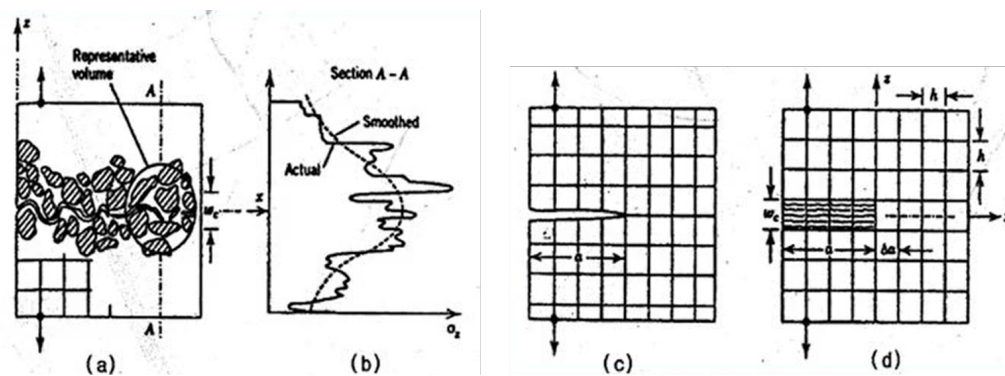 z
Representative
volume
A
w_c
A
(a)
Section A - A
Smoothed
Actual
z
σ_z
(b)
a
(c)
z
h
h
w_c
a
Δa
(d)